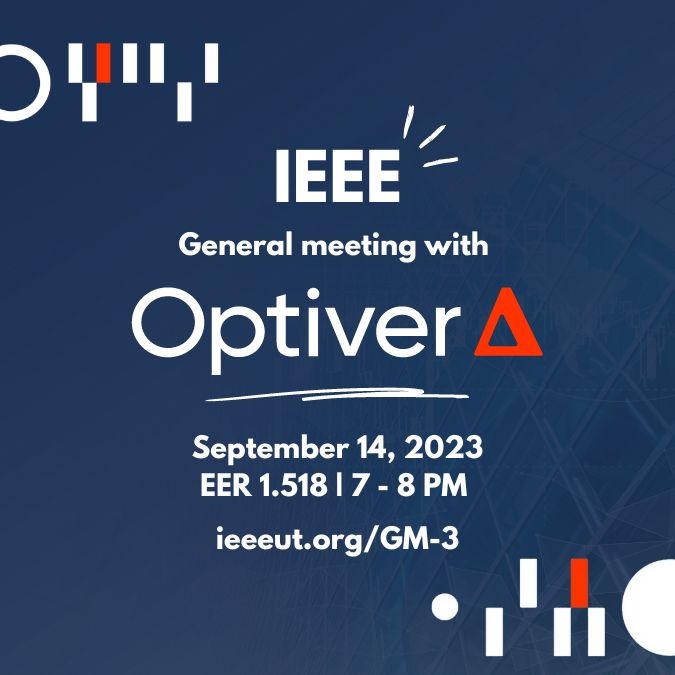 IEEE
General meeting with
Optiver
September 14, 2023
EER 1.518 | 7 - 8 PM
ieeeut.org/GM-3